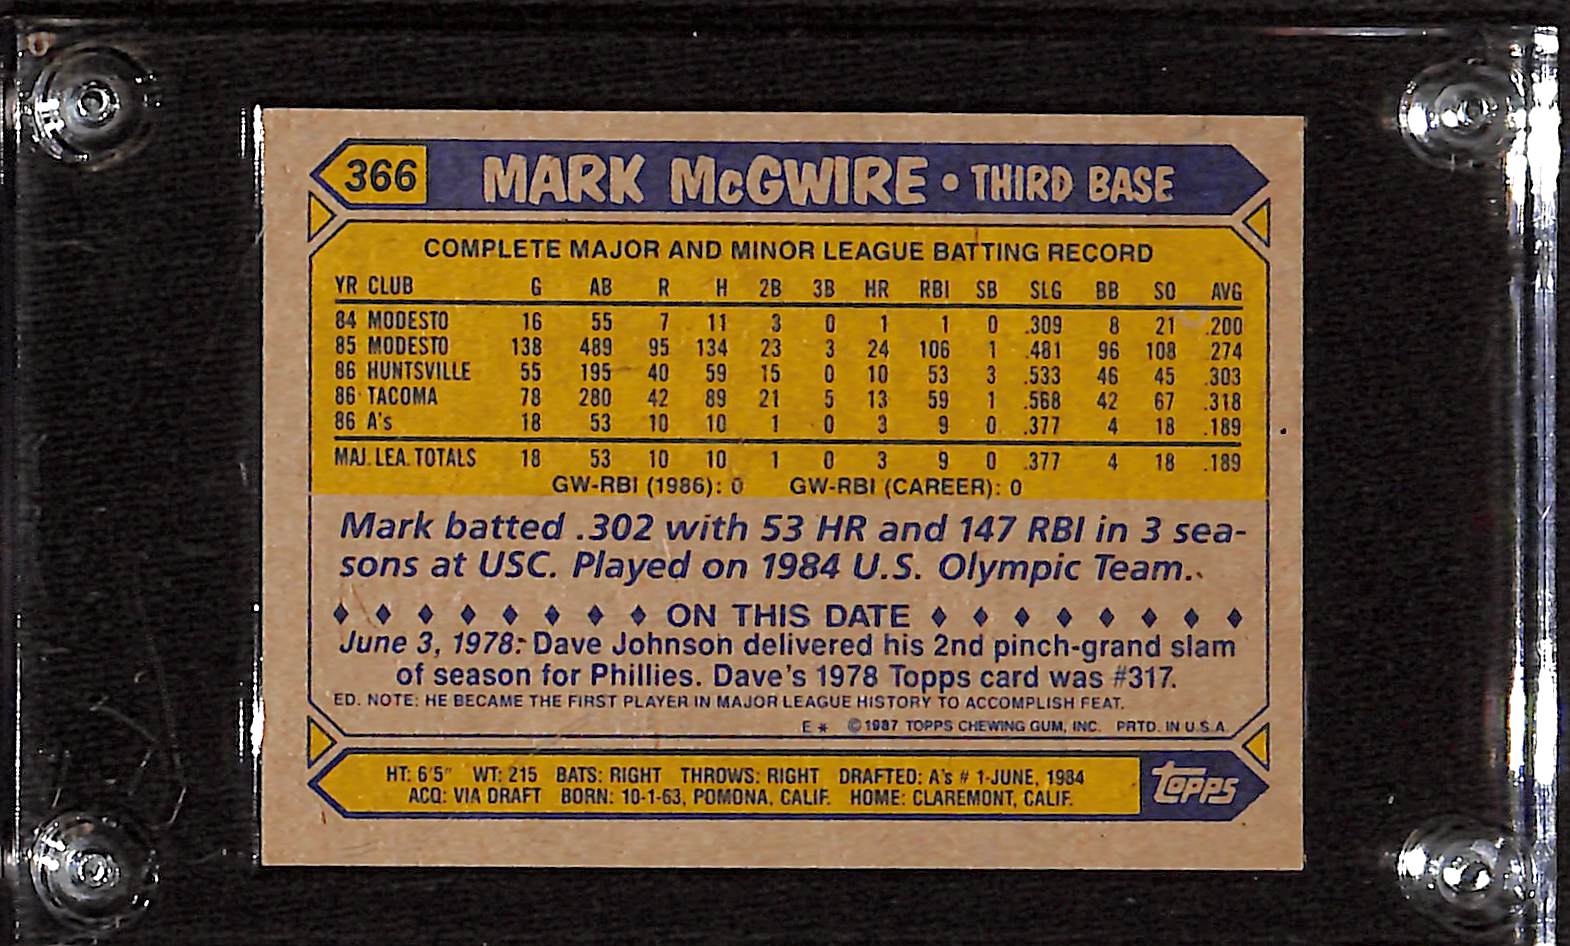 366 MARK McGWIRE • THIRD BASE
COMPLETE MAJOR AND MINOR LEAGUE BATTING RECORD
YR CLUB G AB R H 2B 3B HR RBI SB SLG BB SO AVG
84 MODESTO 16 55 7 11 3 0 1 1 0 .309 8 21 .200
85 MODESTO 138 489 95 134 23 3 24 106 1 .481 96 108 .274
86 HUNTSVILLE 55 195 40 59 15 0 10 53 3 .533 46 45 .303
86 TACOMA 78 280 42 89 21 5 13 59 1 .568 42 67 .318
86 A's 18 53 10 10 1 0 3 9 0 .377 4 18 .189
MAJ. LEA. TOTALS 18 53 10 10 1 0 3 9 0 .377 4 18 .189
GW-RBI (1986): 0 GW-RBI (CAREER): 0
Mark batted .302 with 53 HR and 147 RBI in 3 sea-
sons at USC. Played on 1984 U.S. Olympic Team.
♦ ♦ ♦ ♦ ♦ ♦ ♦ ♦ ON THIS DATE ♦ ♦ ♦ ♦ ♦ ♦ ♦ ♦
June 3, 1978: Dave Johnson delivered his 2nd pinch-grand slam
of season for Phillies. Dave's 1978 Topps card was #317.
ED. NOTE: HE BECAME THE FIRST PLAYER IN MAJOR LEAGUE HISTORY TO ACCOMPLISH FEAT.
E * © 1987 TOPPS CHEWING GUM, INC. PRTD. IN U.S.A.
HT: 6'5" WT: 215 BATS: RIGHT THROWS: RIGHT DRAFTED: A's # 1-JUNE, 1984
ACQ: VIA DRAFT BORN: 10-1-63, POMONA, CALIF. HOME: CLAREMONT, CALIF.
topps